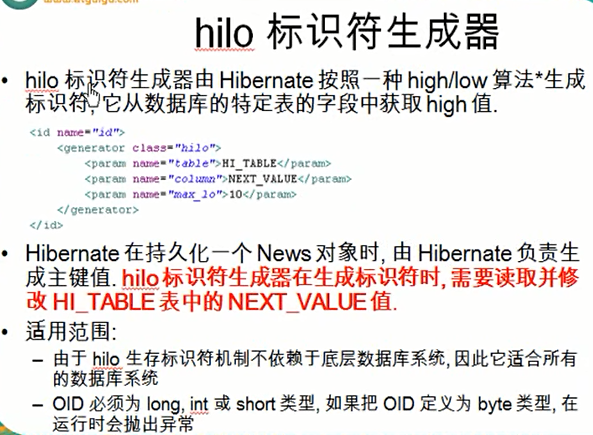 hilo 标识符生成器
• hilo 标识符生成器由 Hibernate 按照一种 high/low 算法*生成
标识符, 它从数据库的特定表的字段中获取 high 值.
<id name="id">
<generator class="hilo">
<param name="table">HI_TABLE</param>
<param name="column">NEXT_VALUE</param>
<param name="max_lo">10</param>
</generator>
</id>
• Hibernate 在持久化一个 News 对象时, 由 Hibernate 负责生
成主键值. hilo 标识符生成器在生成标识符时, 需要读取并修
改 HI_TABLE 表中的 NEXT_VALUE 值.
• 适用范围:
– 由于 hilo 生存标识符机制不依赖于底层数据库系统, 因此它适合所有
的数据库系统
– OID 必须为 long, int 或 short 类型, 如果把 OID 定义为 byte 类型, 在
运行时会抛出异常